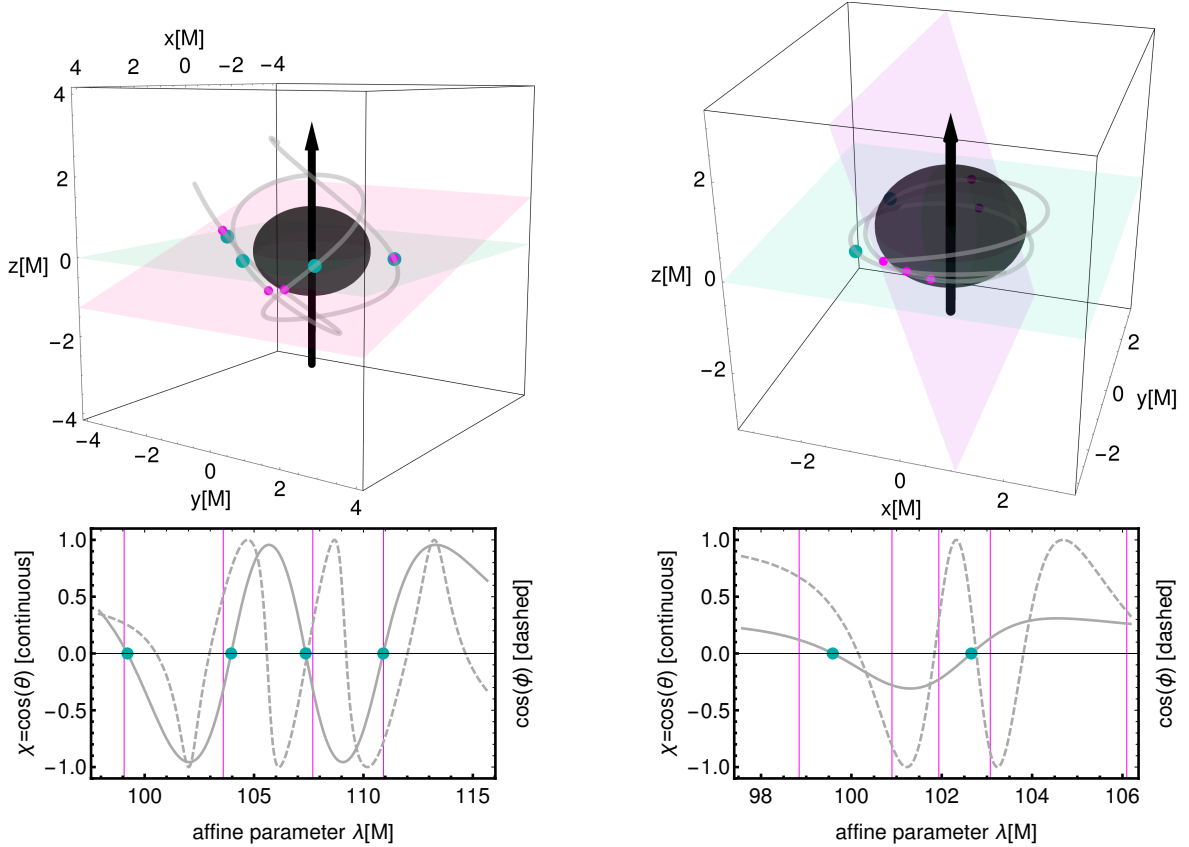 x[M]
4 2 0 −2 −4
4
2
z[M] 0
−2
−4
−4
−2
0
y[M] 2
4
2
z[M] 0
−2
−2
0
x[M] 2
2
0 y[M]
−2
χ=cos(θ) [continuous]
1.0
0.5
0.0
−0.5
−1.0
100 105 110 115
affine parameter λ[M]
cos(ϕ) [dashed]
χ=cos(θ) [continuous]
1.0
0.5
0.0
−0.5
−1.0
98 100 102 104 106
affine parameter λ[M]
cos(ϕ) [dashed]